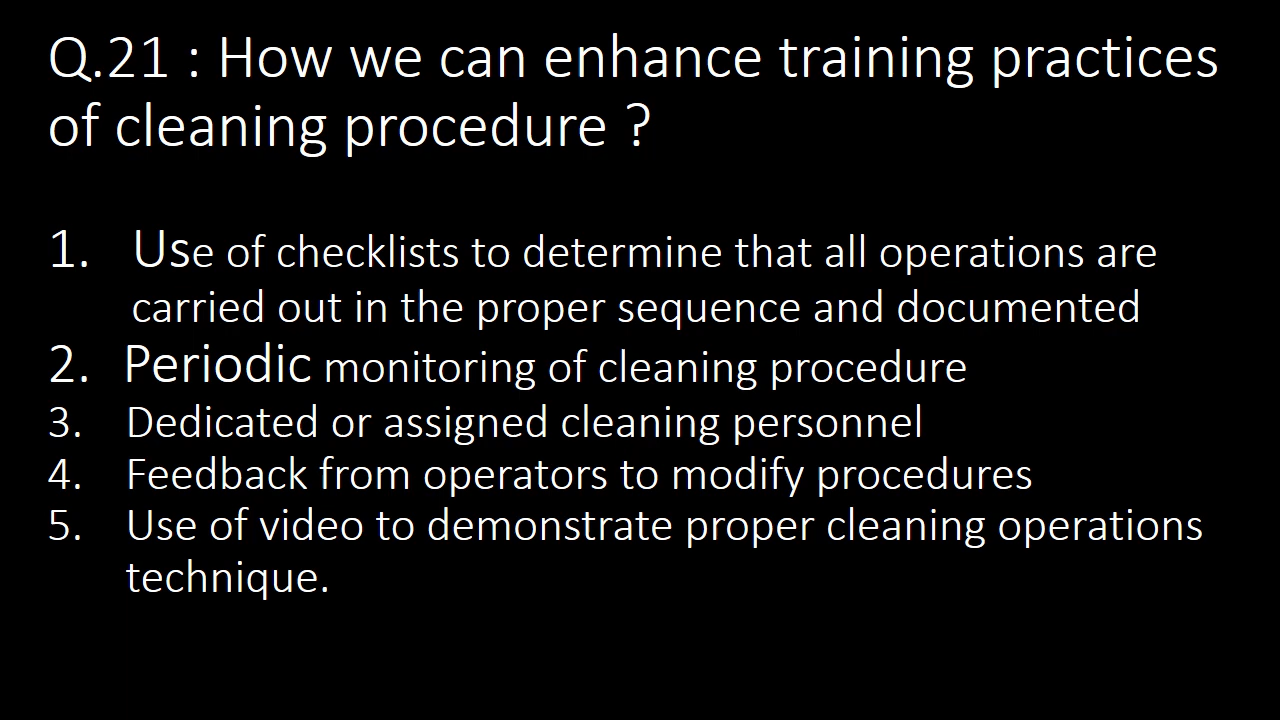 Q.21 : How we can enhance training practices
of cleaning procedure ?
1. Use of checklists to determine that all operations are
carried out in the proper sequence and documented
2. Periodic monitoring of cleaning procedure
3. Dedicated or assigned cleaning personnel
4. Feedback from operators to modify procedures
5. Use of video to demonstrate proper cleaning operations
technique.